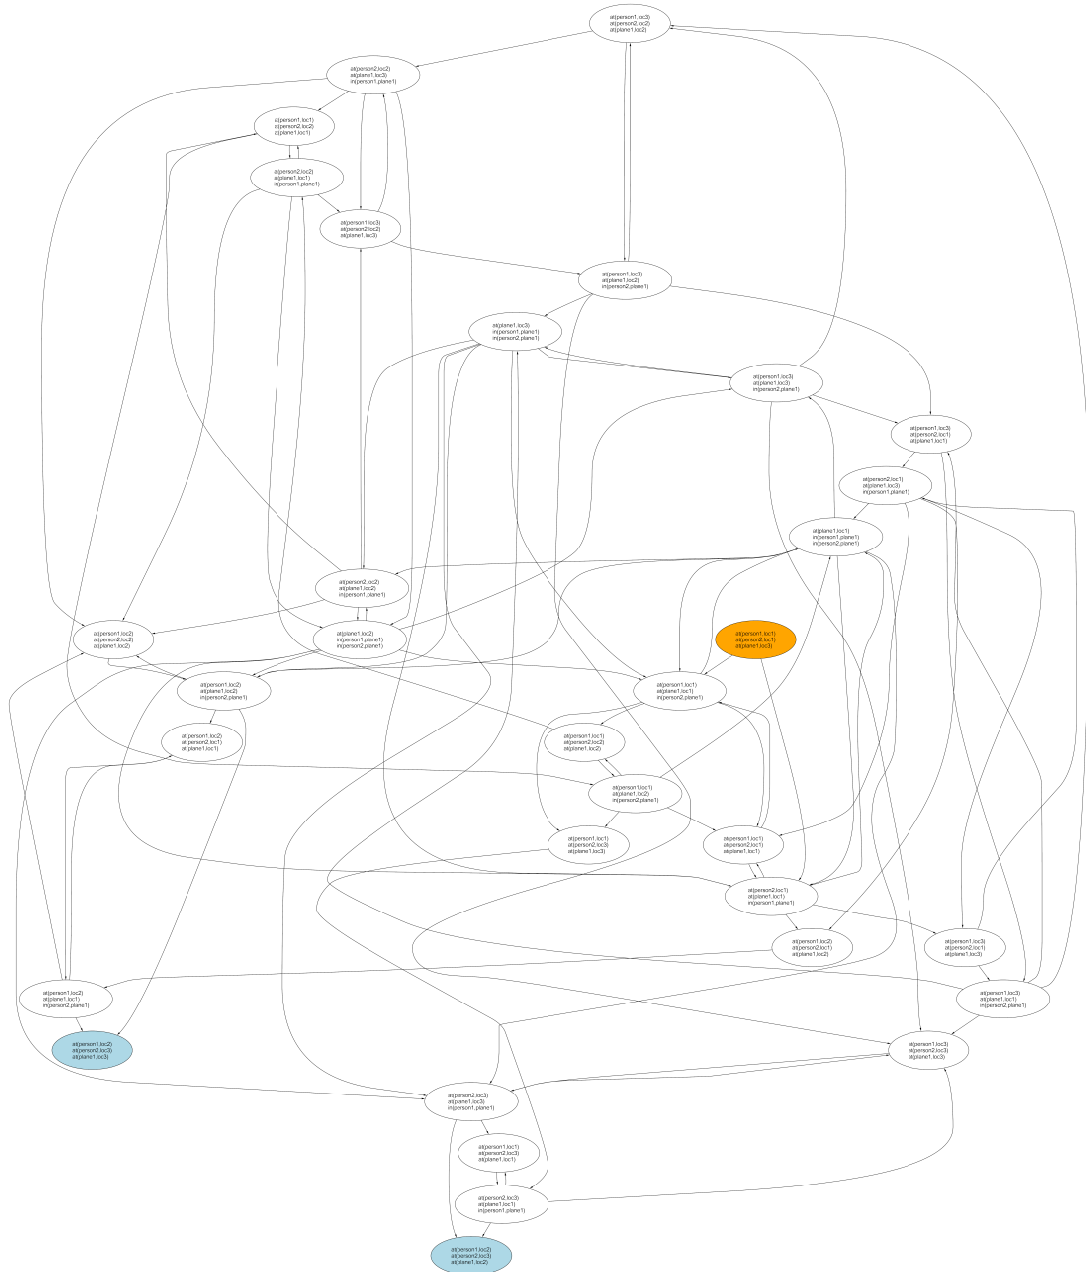 at(person1,loc3)
at(person2,loc2)
at(plane1,loc2)
at(person2,loc2)
at(plane1,loc3)
in(person1,plane1)
at(person1,loc1)
at(person2,loc2)
at(plane1,loc1)
at(person2,loc2)
at(plane1,loc1)
in(person1,plane1)
at(person1,loc3)
at(person2,loc2)
at(plane1,loc3)
at(person1,loc3)
at(plane1,loc2)
in(person2,plane1)
at(plane1,loc3)
in(person1,plane1)
in(person2,plane1)
at(person1,loc3)
at(plane1,loc3)
in(person2,plane1)
at(person1,loc3)
at(person2,loc1)
at(plane1,loc1)
at(person2,loc1)
at(plane1,loc3)
in(person1,plane1)
at(plane1,loc1)
in(person1,plane1)
in(person2,plane1)
at(person2,loc2)
at(plane1,loc2)
in(person1,plane1)
at(person1,loc2)
at(person2,loc2)
at(plane1,loc2)
at(plane1,loc2)
in(person1,plane1)
in(person2,plane1)
at(person1,loc1)
at(person2,loc1)
at(plane1,loc3)
at(person1,loc2)
at(plane1,loc2)
in(person2,plane1)
at(person1,loc1)
at(plane1,loc1)
in(person2,plane1)
at(person1,loc2)
at(person2,loc1)
at(plane1,loc1)
at(person1,loc1)
at(person2,loc2)
at(plane1,loc2)
at(person1,loc1)
at(plane1,loc2)
in(person2,plane1)
at(person1,loc1)
at(person2,loc3)
at(plane1,loc3)
at(person1,loc1)
at(person2,loc1)
at(plane1,loc1)
at(person2,loc1)
at(plane1,loc1)
in(person1,plane1)
at(person1,loc2)
at(person2,loc1)
at(plane1,loc2)
at(person1,loc3)
at(person2,loc1)
at(plane1,loc3)
at(person1,loc2)
at(plane1,loc1)
in(person2,plane1)
at(person1,loc3)
at(plane1,loc1)
in(person2,plane1)
at(person1,loc2)
at(person2,loc3)
at(plane1,loc3)
at(person1,loc3)
at(person2,loc3)
at(plane1,loc3)
at(person2,loc3)
at(plane1,loc3)
in(person1,plane1)
at(person1,loc1)
at(person2,loc3)
at(plane1,loc1)
at(person2,loc3)
at(plane1,loc1)
in(person1,plane1)
at(person1,loc2)
at(person2,loc3)
at(plane1,loc2)